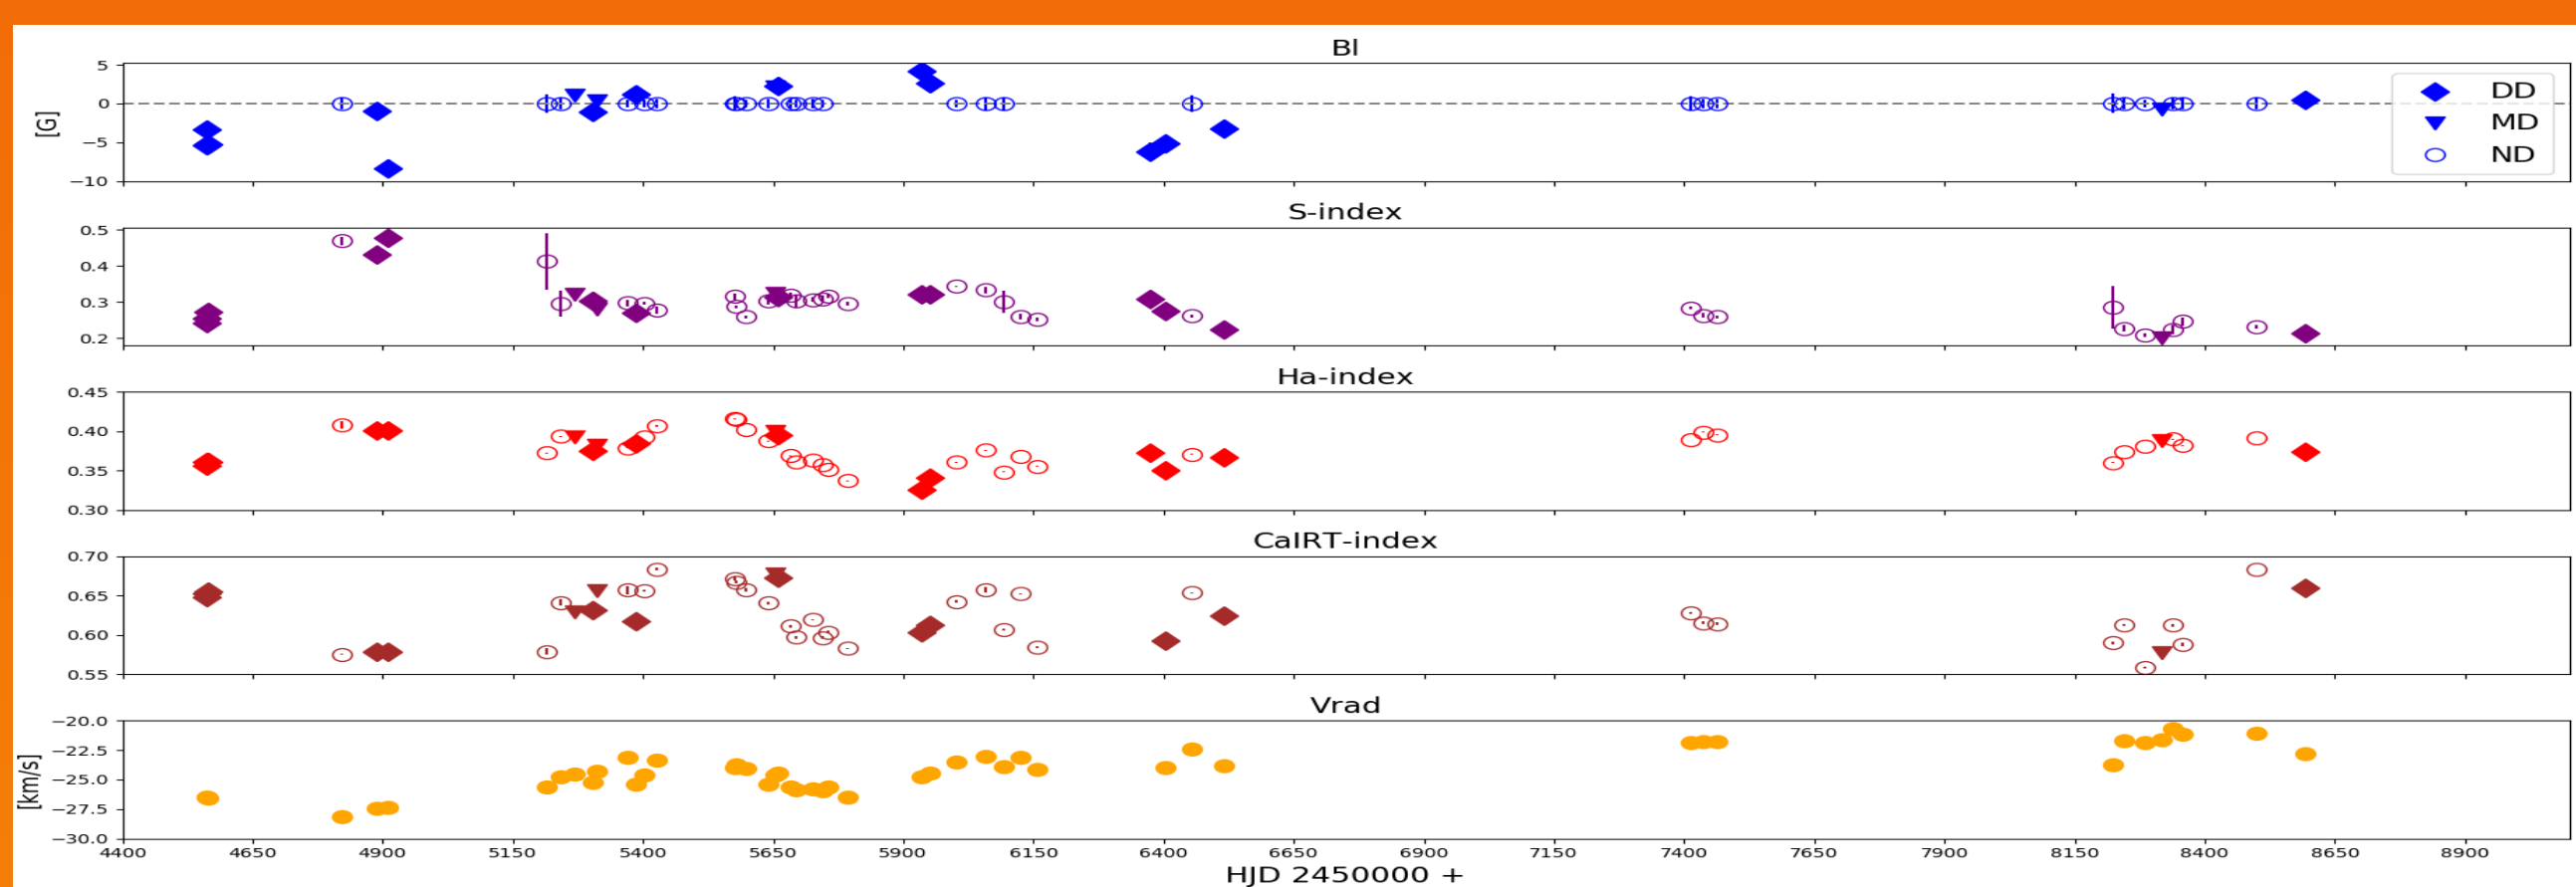 Bl
5
0
−5
−10
[G]
DD
MD
ND
S-index
0.5
0.4
0.3
0.2
Ha-index
0.45
0.40
0.35
0.30
CaIRT-index
0.70
0.65
0.60
0.55
Vrad
−20.0
−22.5
−25.0
−27.5
−30.0
[km/s]
4400 4650 4900 5150 5400 5650 5900 6150 6400 6650 6900 7150 7400 7650 7900 8150 8400 8650 8900
HJD 2450000 +